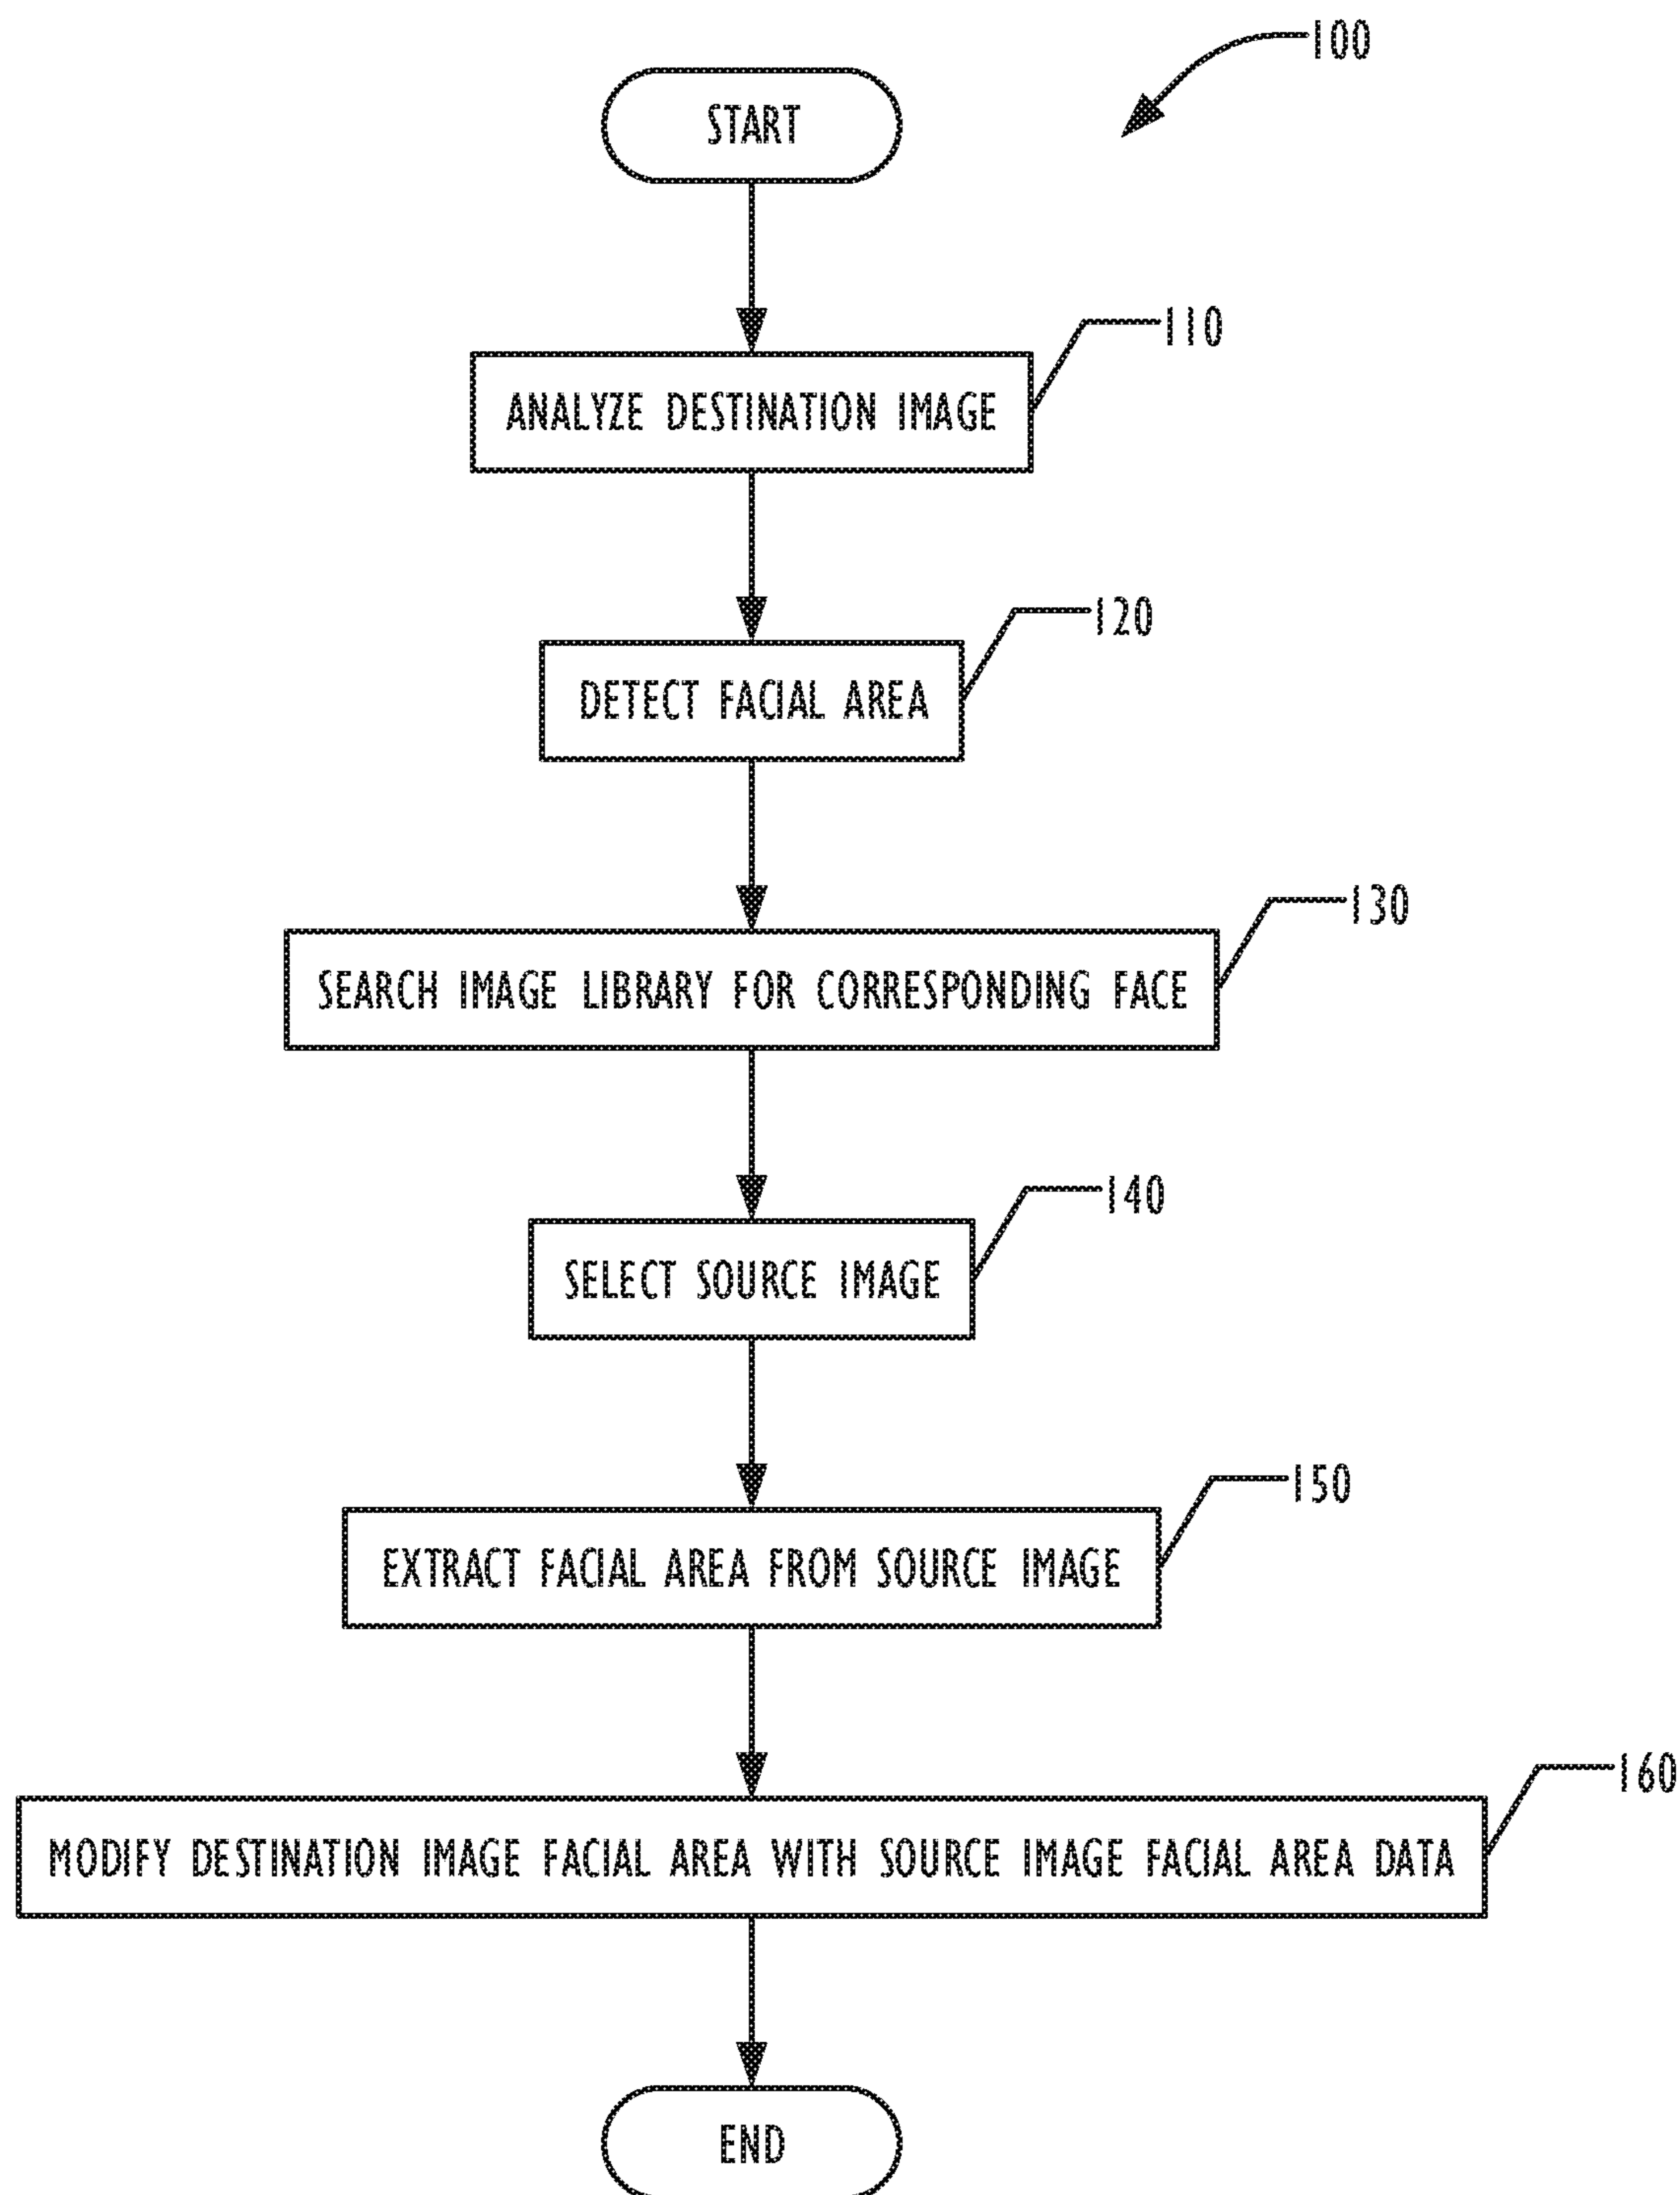 100
START
110
ANALYZE DESTINATION IMAGE
120
DETECT FACIAL AREA
130
SEARCH IMAGE LIBRARY FOR CORRESPONDING FACE
140
SELECT SOURCE IMAGE
150
EXTRACT FACIAL AREA FROM SOURCE IMAGE
160
MODIFY DESTINATION IMAGE FACIAL AREA WITH SOURCE IMAGE FACIAL AREA DATA
END